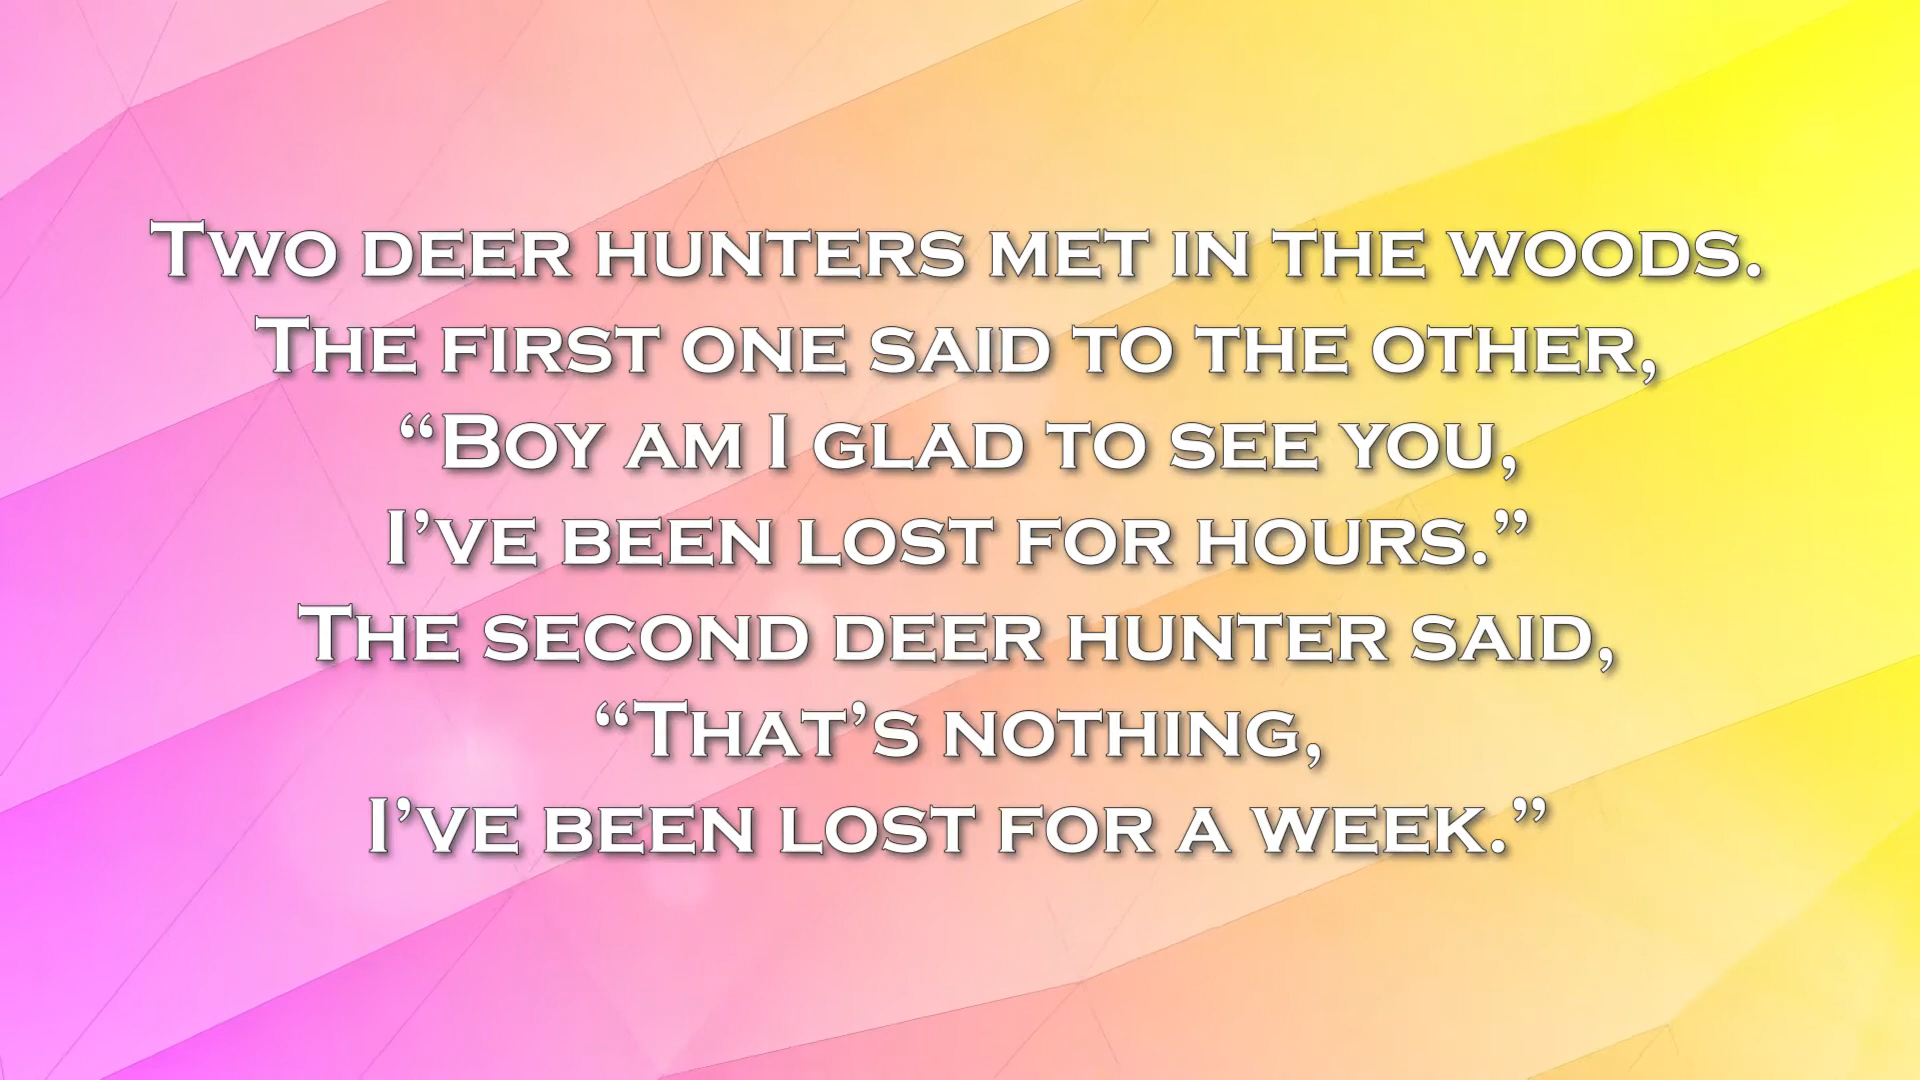 Two deer hunters met in the woods.
The first one said to the other,
“Boy am I glad to see you,
I’ve been lost for hours.”
The second deer hunter said,
“That’s nothing,
I’ve been lost for a week.”